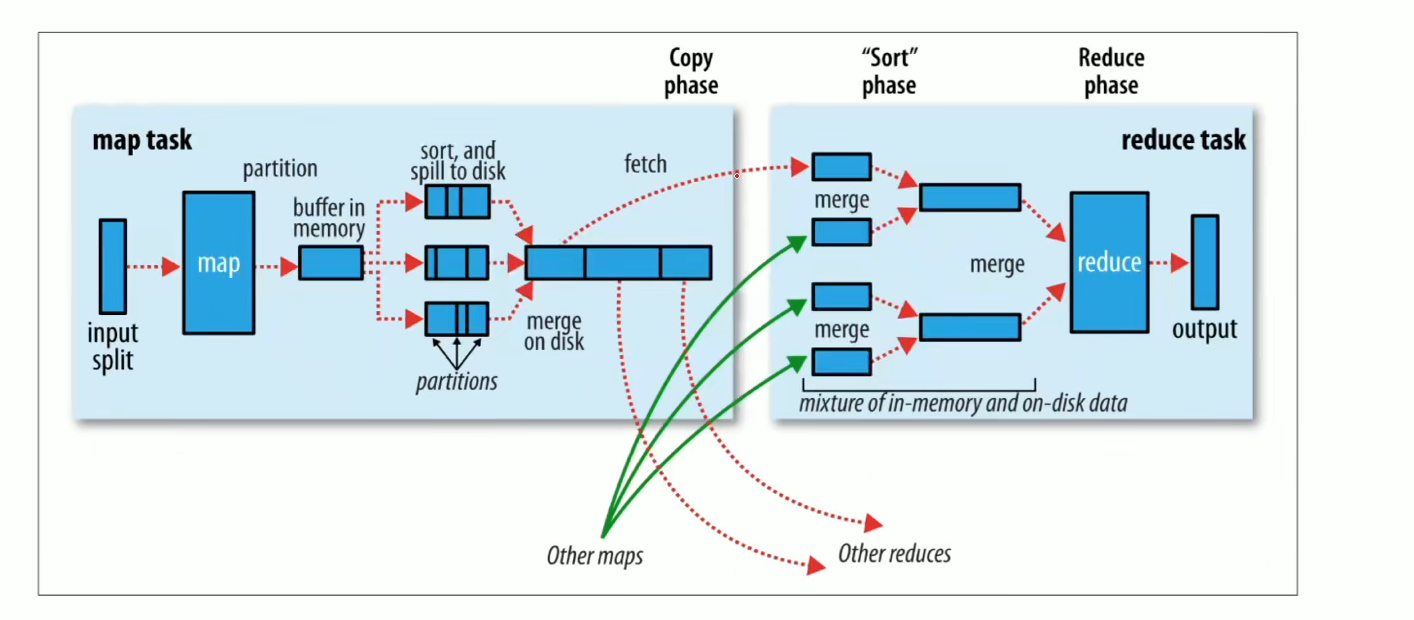 Copy
phase
“Sort”
phase
Reduce
phase
map task
reduce task
partition
sort, and
spill to disk
fetch
buffer in
memory
merge
map
merge
reduce
input
split
merge
on disk
merge
output
partitions
mixture of in-memory and on-disk data
Other maps
Other reduces